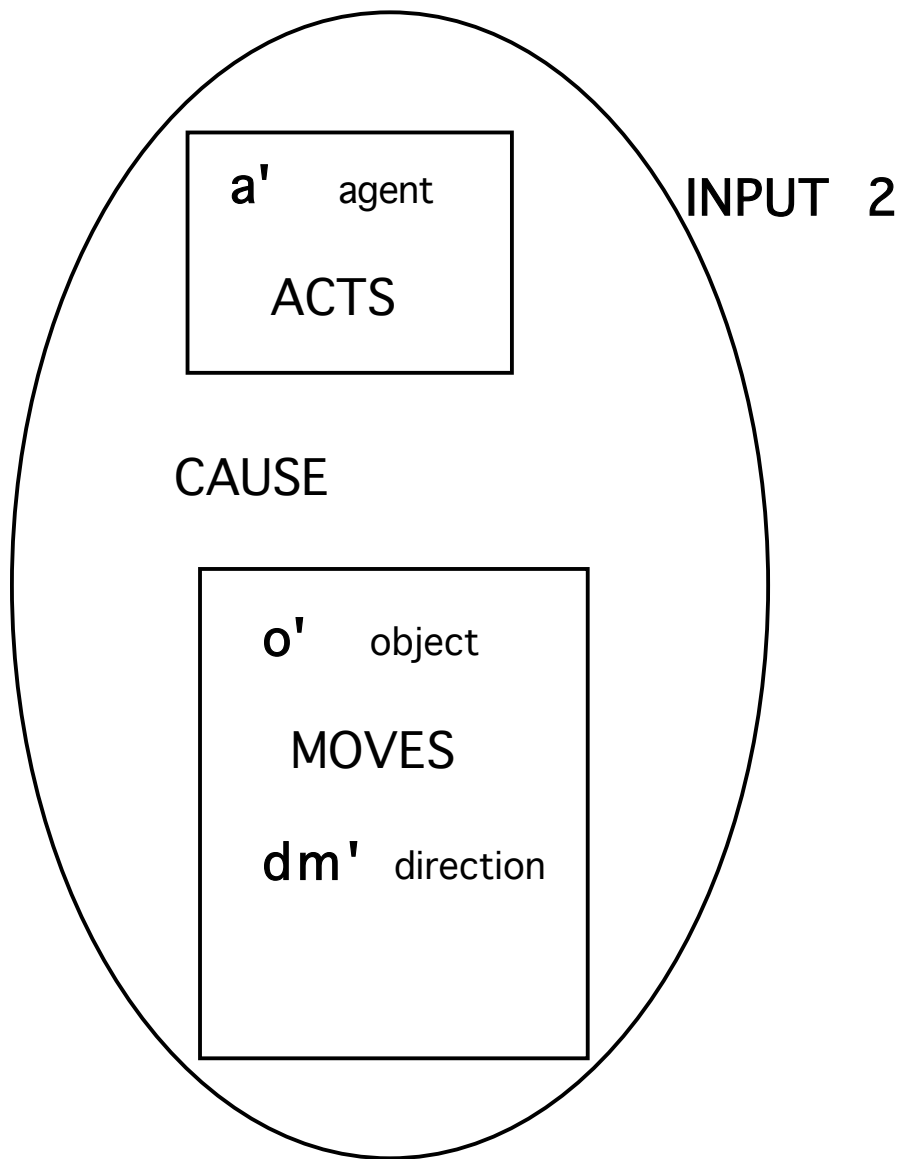 a' agent
INPUT 2
ACTS
CAUSE
o' object
MOVES
dm' direction